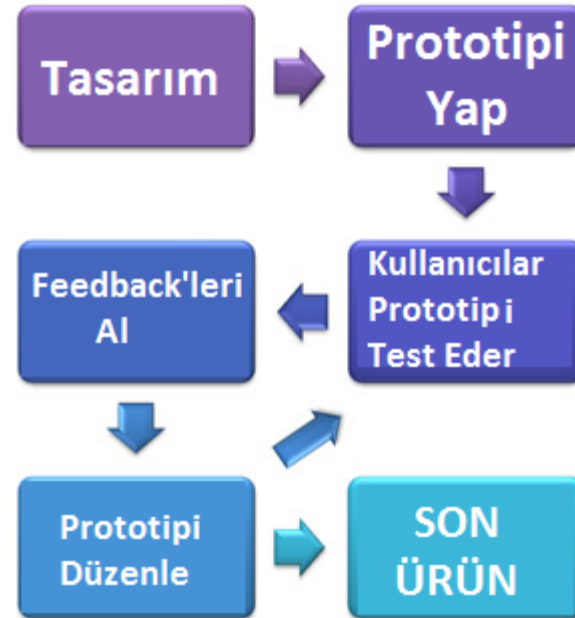 Tasarım
Prototipi
Yap
Kullanıcılar
Prototipi
Test Eder
Feedback'leri
Al
Prototipi
Düzenle
SON
ÜRÜN